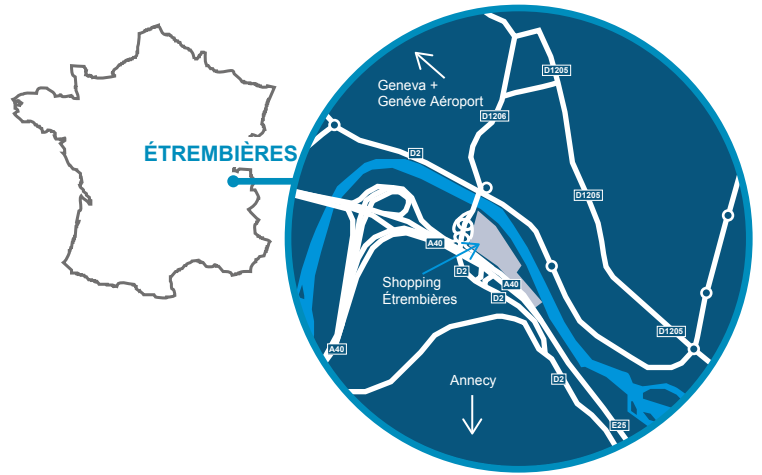 ÉTREMBIÈRES
Geneva +
Genéve Aéroport
D1205
D1206
D2
D1205
A40
D2
Shopping
Étrembières
A40
D2
D1205
A40
Annecy
D2
E25